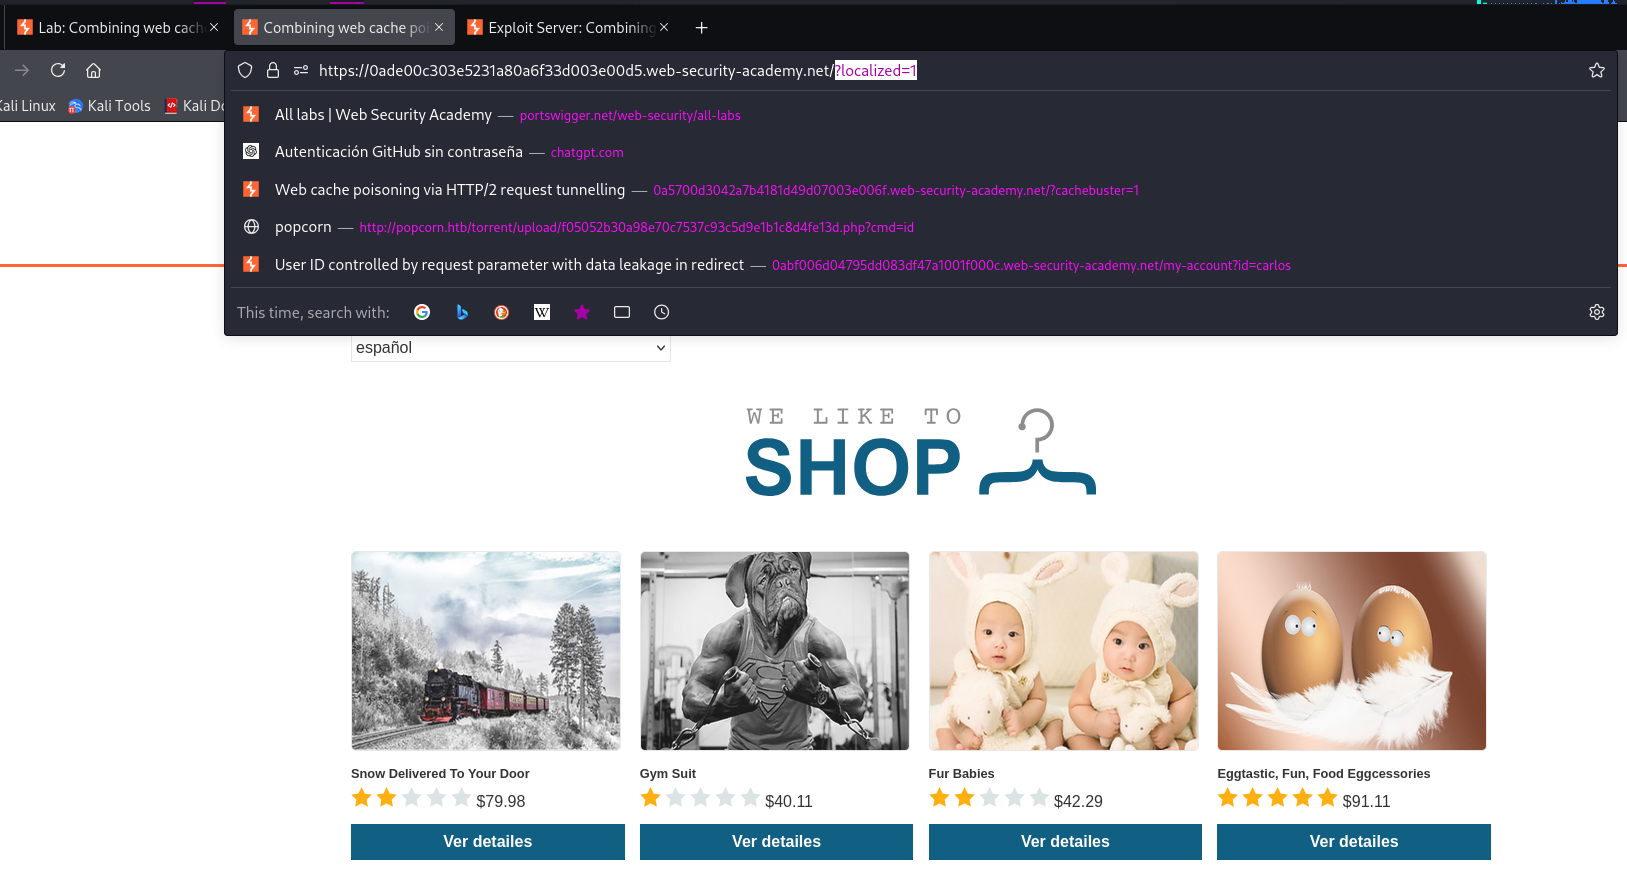 Lab: Combining web cach
Combining web cache poi
Exploit Server: Combining
https://0ade00c303e5231a80a6f33d003e00d5.web-security-academy.net/?localized=1
Kali Linux Kali Tools Kali Do
All labs | Web Security Academy — portswigger.net/web-security/all-labs
Autenticación GitHub sin contraseña — chatgpt.com
Web cache poisoning via HTTP/2 request tunnelling — 0a5700d3042a7b4181d49d07003e006f.web-security-academy.net/?cachebuster=1
popcorn — http://popcorn.htb/torrent/upload/f05052b30a98e70c7537c93c5d9e1b1c8d4fe13d.php?cmd=id
User ID controlled by request parameter with data leakage in redirect — 0abf006d04795dd083df47a1001f000c.web-security-academy.net/my-account?id=carlos
This time, search with:
español
WE LIKE TO
SHOP
Snow Delivered To Your Door
$79.98
Ver detailes
Gym Suit
$40.11
Ver detailes
Fur Babies
$42.29
Ver detailes
Eggtastic, Fun, Food Eggcessories
$91.11
Ver detailes